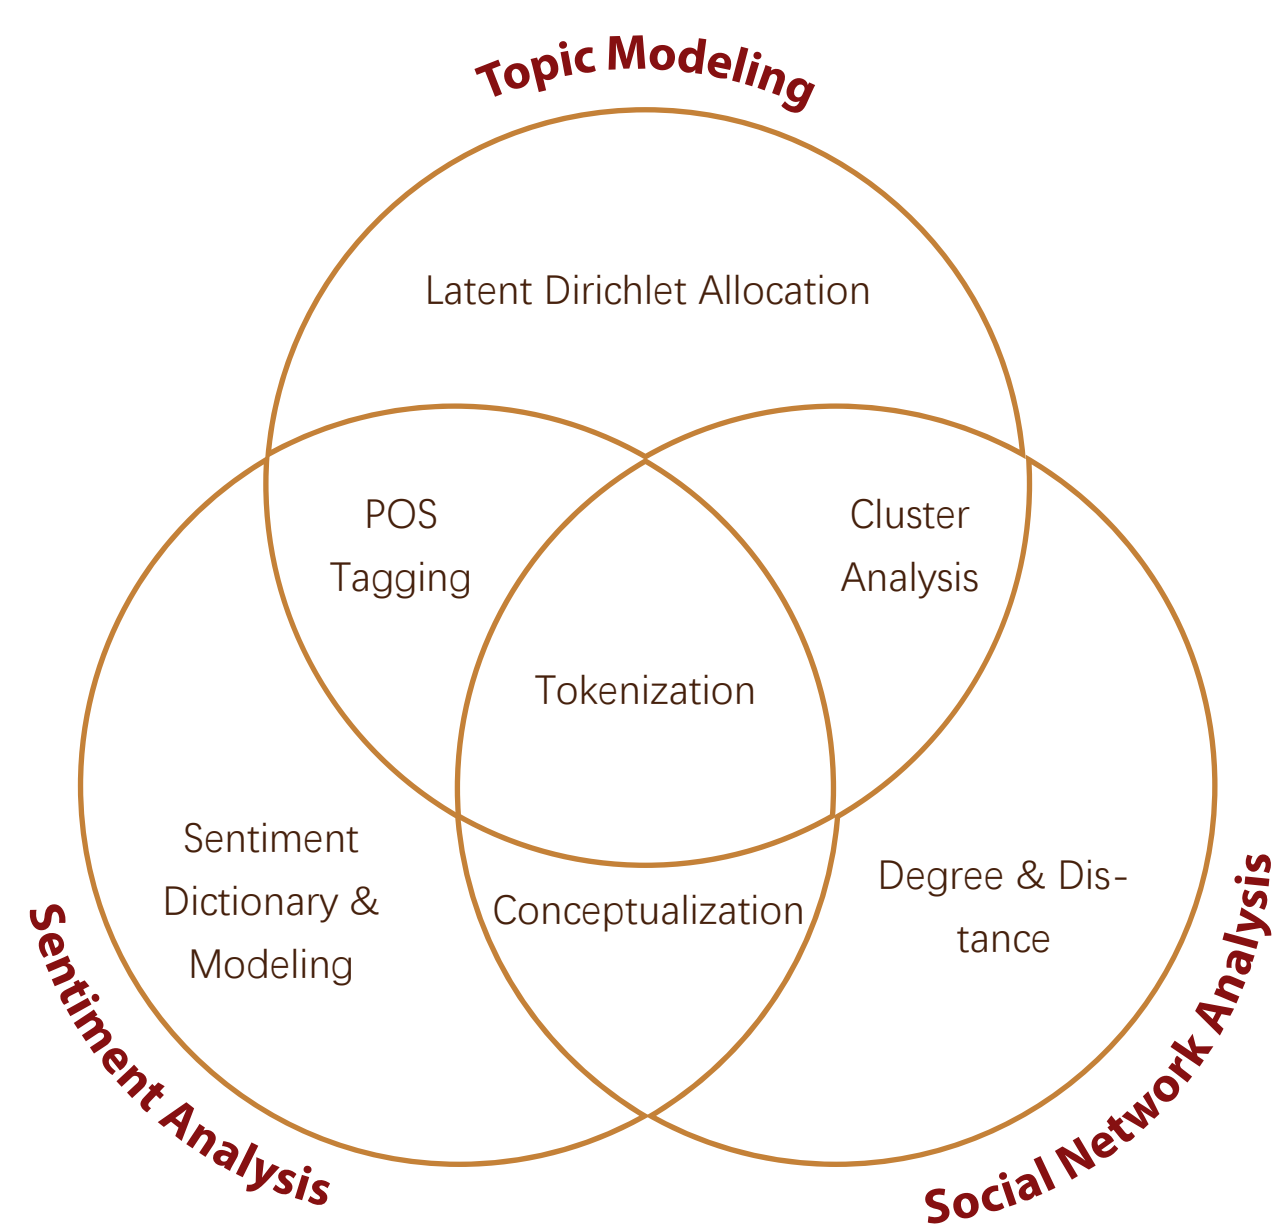 Topic Modeling
Latent Dirichlet Allocation
POS
Tagging
Cluster
Analysis
Tokenization
Sentiment
Dictionary &
Modeling
Conceptualization
Degree & Dis-
tance
Sentiment Analysis
Social Network Analysis